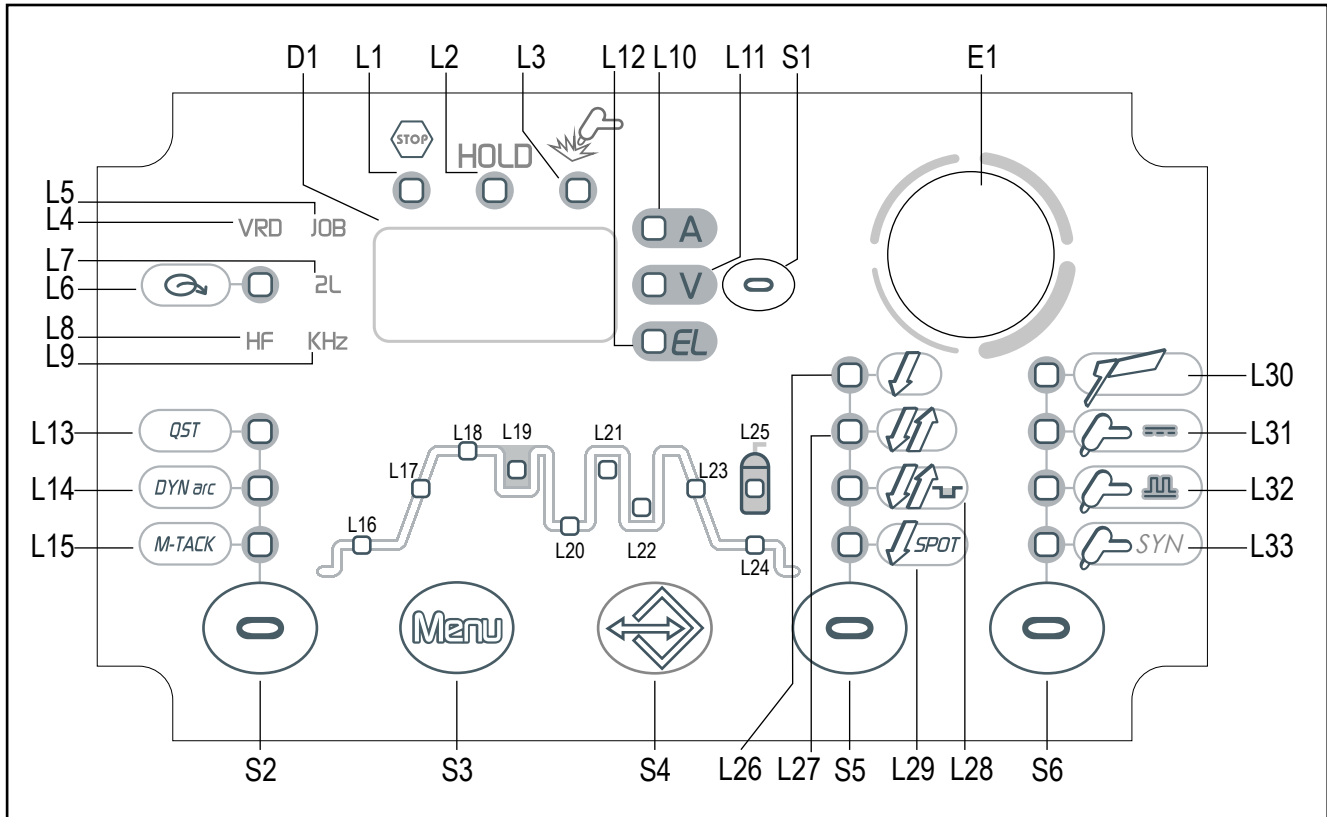 D1 L1 L2 L3 L12 L10 L11 S1 E1
STOP
HOLD
L5
L4 VRD JOB
A
L7
L6 2L
V
L8 HF KHz
L9
EL
L30
L13 QST
L18 L19 L21 L25
L31
L17 L23
L14 DYN arc
L32
L16
L15 M-TACK
L20 L22 L24
SPOT
SYN L33
Menu
S2 S3 S4 L26 L27 S5 L29 L28 S6